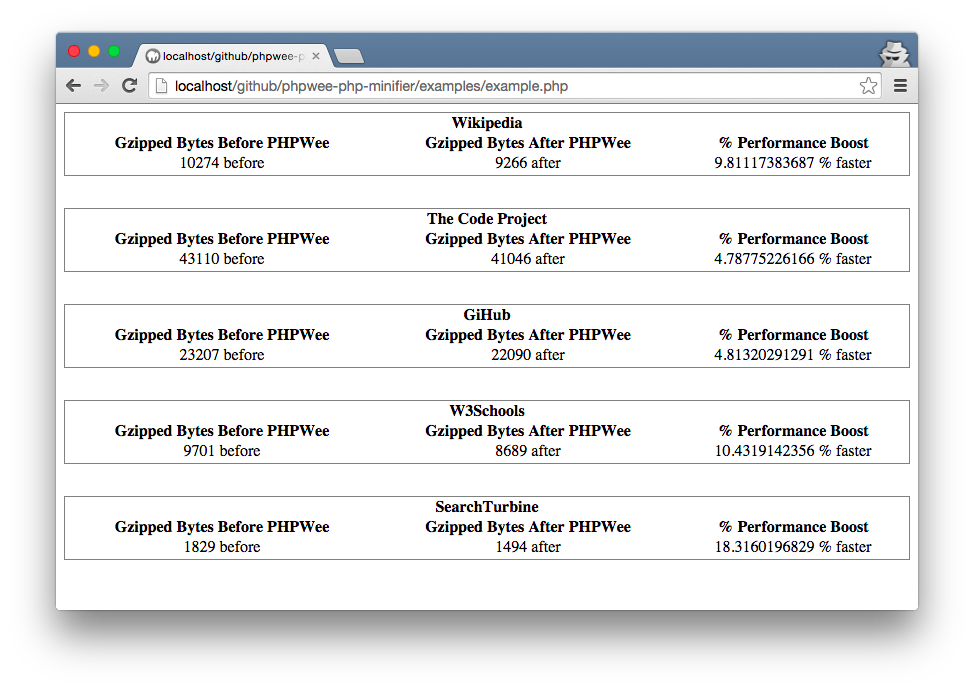 localhost/github/phpwee-p
localhost/github/phpwee-php-minifier/examples/example.php
Wikipedia
Gzipped Bytes Before PHPWee Gzipped Bytes After PHPWee % Performance Boost
10274 before 9266 after 9.81117383687 % faster
The Code Project
Gzipped Bytes Before PHPWee Gzipped Bytes After PHPWee % Performance Boost
43110 before 41046 after 4.78775226166 % faster
GiHub
Gzipped Bytes Before PHPWee Gzipped Bytes After PHPWee % Performance Boost
23207 before 22090 after 4.81320291291 % faster
W3Schools
Gzipped Bytes Before PHPWee Gzipped Bytes After PHPWee % Performance Boost
9701 before 8689 after 10.4319142356 % faster
SearchTurbine
Gzipped Bytes Before PHPWee Gzipped Bytes After PHPWee % Performance Boost
1829 before 1494 after 18.3160196829 % faster